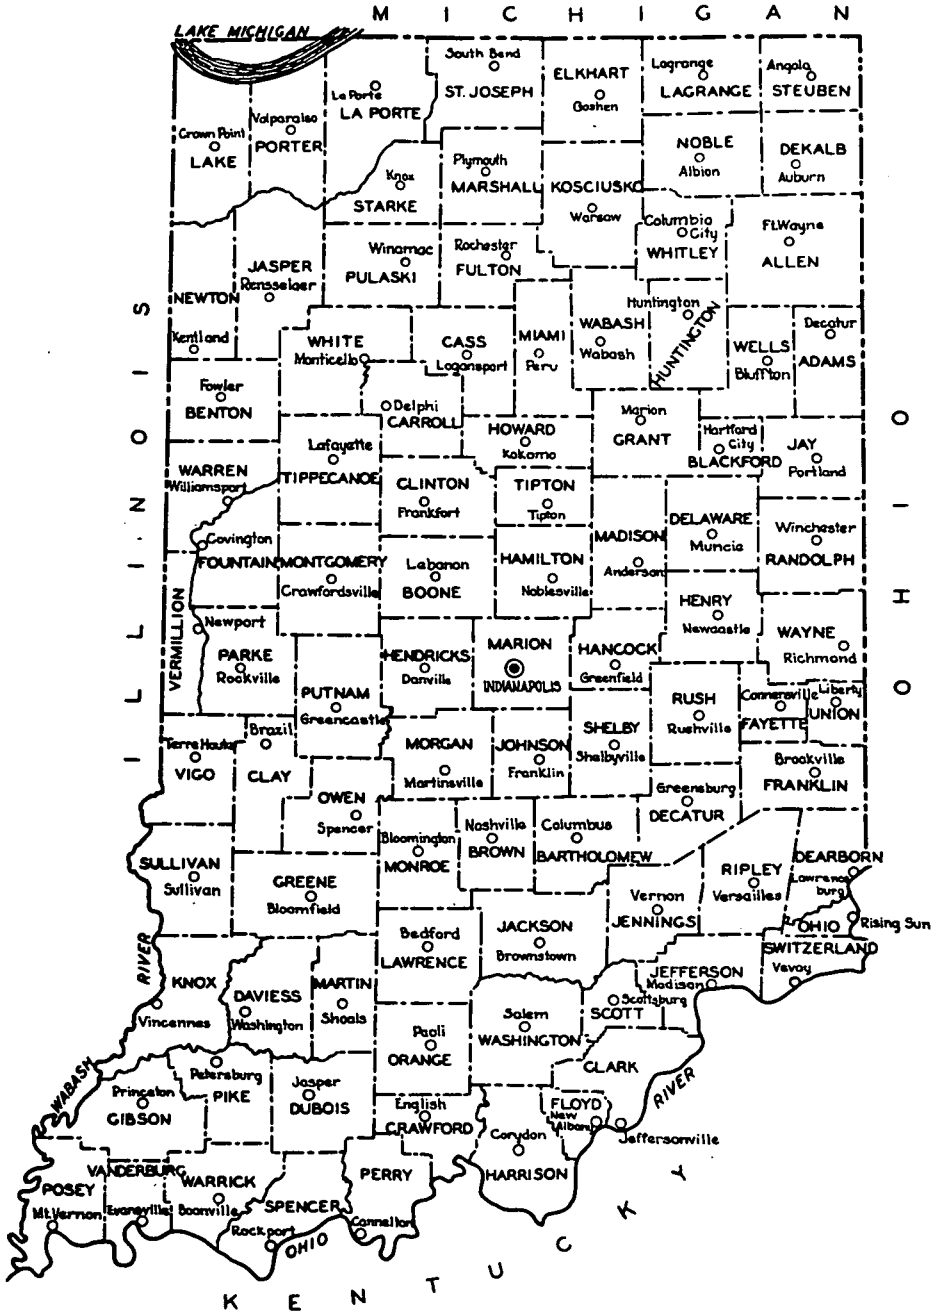 M I C H I G A N
LAKE MICHIGAN
South Bend
ST. JOSEPH
ELKHART
Goshen
Lagrange
LAGRANGE
Angola
STEUBEN
La Porte
LA PORTE
Valparaiso
PORTER
Crown Point
LAKE
Plymouth
MARSHALL
KOSCIUSKO
Warsaw
NOBLE
Albion
DEKALB
Auburn
Knox
STARKE
Columbia
City
WHITLEY
Ft. Wayne
ALLEN
Winamac
PULASKI
Rochester
FULTON
JASPER
Rensselaer
NEWTON
Kentland
WHITE
Monticello
CASS
Logansport
MIAMI
Peru
WABASH
Wabash
Huntington
HUNTINGTON
WELLS
Bluffton
Decatur
ADAMS
Fowler
BENTON
Delphi
CARROLL
HOWARD
Kokomo
Marion
GRANT
Hartford
City
BLACKFORD
JAY
Portland
WARREN
Williamsport
Lafayette
TIPPECANOE
CLINTON
Frankfort
TIPTON
Tipton
MADISON
Anderson
DELAWARE
Muncie
Winchester
RANDOLPH
Covington
FOUNTAIN
MONTGOMERY
Crawfordsville
Lebanon
BOONE
HAMILTON
Noblesville
HENRY
Newcastle
VERMILLION
Newport
PARKE
Rockville
PUTNAM
Greencastle
HENDRICKS
Danville
MARION
INDIANAPOLIS
HANCOCK
Greenfield
RUSH
Rushville
WAYNE
Richmond
Connersville
FAYETTE
Liberty
UNION
Terre Haute
VIGO
Brazil
CLAY
MORGAN
Martinsville
JOHNSON
Franklin
SHELBY
Shelbyville
Greensburg
DECATUR
Brookville
FRANKLIN
OWEN
Spencer
Bloomington
MONROE
Nashville
BROWN
Columbus
BARTHOLOMEW
SULLIVAN
Sullivan
GREENE
Bloomfield
Vernon
JENNINGS
RIPLEY
Versailles
DEARBORN
Lawrence
burg
OHIO
Rising Sun
SWITZERLAND
Vevay
Bedford
LAWRENCE
JACKSON
Brownstown
JEFFERSON
Madison
KNOX
Vincennes
DAVIESS
Washington
MARTIN
Shoals
Scottsburg
SCOTT
Salem
WASHINGTON
Paoli
ORANGE
CLARK
Petersburg
PIKE
Princeton
GIBSON
Jasper
DUBOIS
English
CRAWFORD
FLOYD
New
Albany
Jeffersonville
Corydon
HARRISON
PERRY
Cannelton
VANDERBURG
Evansville
POSEY
Mt. Vernon
WARRICK
Boonville
SPENCER
Rockport
WABASH RIVER
OHIO RIVER
I L L I N O I S
O H I O
K E N T U C K Y